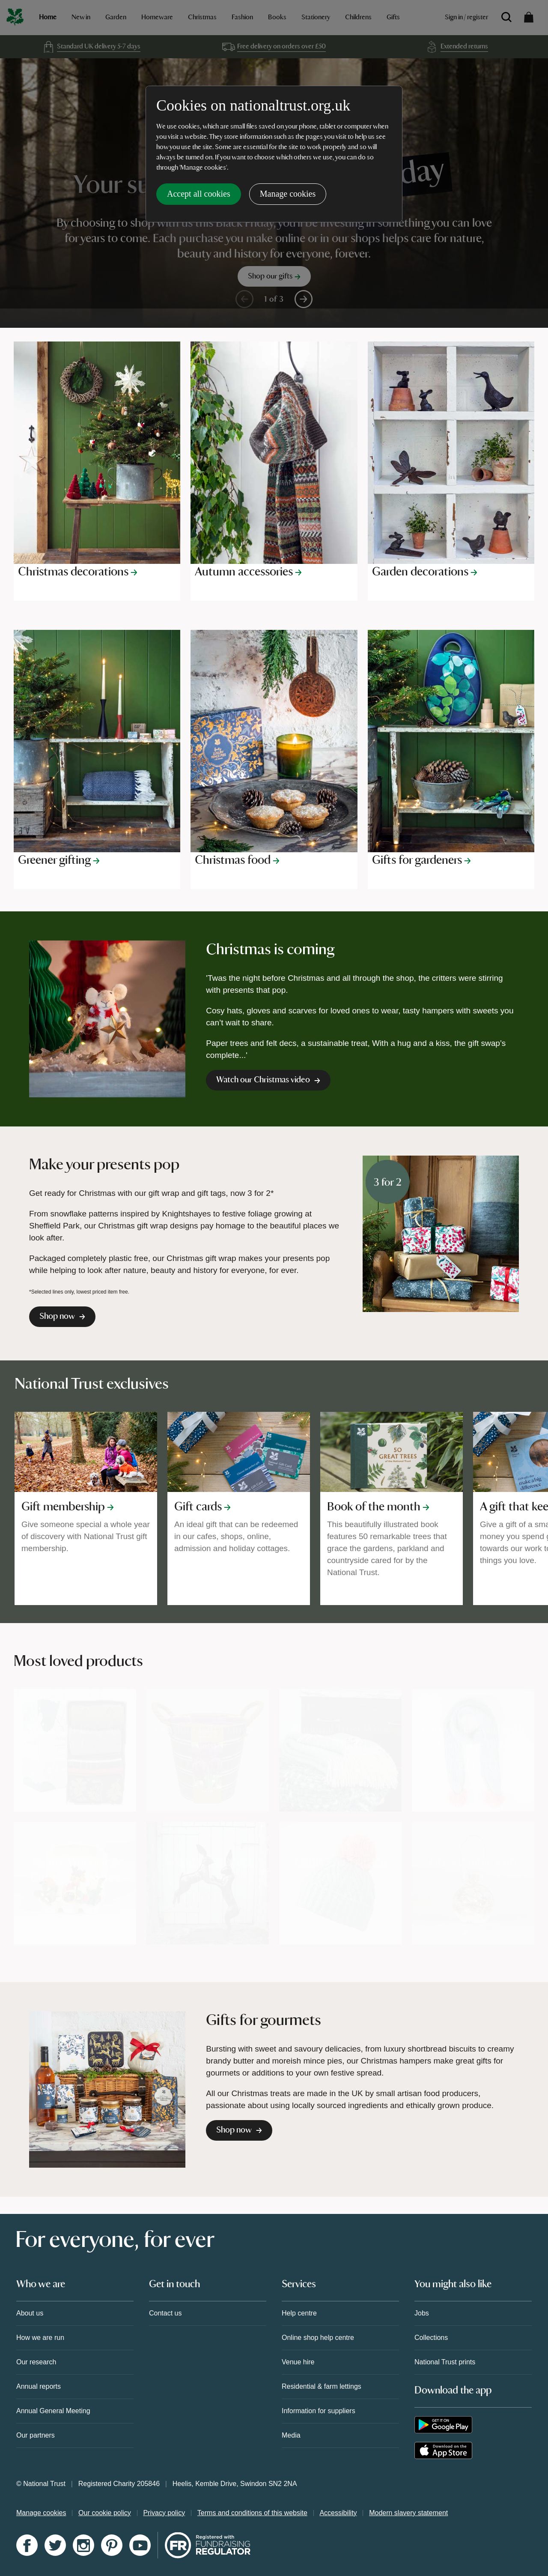 Home New in Garden Homeware Christmas Fashion Books Stationery Childrens Gifts Sign in / register
Standard UK delivery 5-7 days Free delivery on orders over £50 Extended returns
Cookies on nationaltrust.org.uk
We use cookies, which are small files saved on your phone, tablet or computer when
you visit a website. They store information such as the pages you visit to help us see
how you use the site. Some are essential for the site to work properly and so will
always be turned on. If you want to choose which others we use, you can do so
through 'Manage cookies'.
Accept all cookies Manage cookies
Your su
day
By choosing to shop with us this Black Friday, you'll be investing in something you can love
for years to come. Each purchase you make online or in our shops helps care for nature,
beauty and history for everyone, forever.
Shop our gifts
1 of 3
Christmas decorations
Autumn accessories
Garden decorations
Greener gifting
Christmas food
Gifts for gardeners
Christmas is coming
'Twas the night before Christmas and all through the shop, the critters were stirring
with presents that pop.
Cosy hats, gloves and scarves for loved ones to wear, tasty hampers with sweets you
can't wait to share.
Paper trees and felt decs, a sustainable treat, With a hug and a kiss, the gift swap's
complete...'
Watch our Christmas video
Make your presents pop
Get ready for Christmas with our gift wrap and gift tags, now 3 for 2*
From snowflake patterns inspired by Knightshayes to festive foliage growing at
Sheffield Park, our Christmas gift wrap designs pay homage to the beautiful places we
look after.
Packaged completely plastic free, our Christmas gift wrap makes your presents pop
while helping to look after nature, beauty and history for everyone, for ever.
*Selected lines only, lowest priced item free.
Shop now
3 for 2
National Trust exclusives
Gift membership
Give someone special a whole year
of discovery with National Trust gift
membership.
Gift cards
An ideal gift that can be redeemed
in our cafes, shops, online,
admission and holiday cottages.
50
GREAT TREES
Book of the month
This beautifully illustrated book
features 50 remarkable trees that
grace the gardens, parkland and
countryside cared for by the
National Trust.
A gift that kee
Give a gift of a sma
money you spend g
towards our work to
things you love.
Most loved products
Gifts for gourmets
Bursting with sweet and savoury delicacies, from luxury shortbread biscuits to creamy
brandy butter and moreish mince pies, our Christmas hampers make great gifts for
gourmets or additions to your own festive spread.
All our Christmas treats are made in the UK by small artisan food producers,
passionate about using locally sourced ingredients and ethically grown produce.
Shop now
For everyone, for ever
Who we are
About us
How we are run
Our research
Annual reports
Annual General Meeting
Our partners
Get in touch
Contact us
Services
Help centre
Online shop help centre
Venue hire
Residential & farm lettings
Information for suppliers
Media
You might also like
Jobs
Collections
National Trust prints
Download the app
GET IT ON
Google Play
Download on the
App Store
© National Trust | Registered Charity 205846 | Heelis, Kemble Drive, Swindon SN2 2NA
Manage cookies | Our cookie policy | Privacy policy | Terms and conditions of this website | Accessibility | Modern slavery statement
FR Registered with
FUNDRAISING
REGULATOR